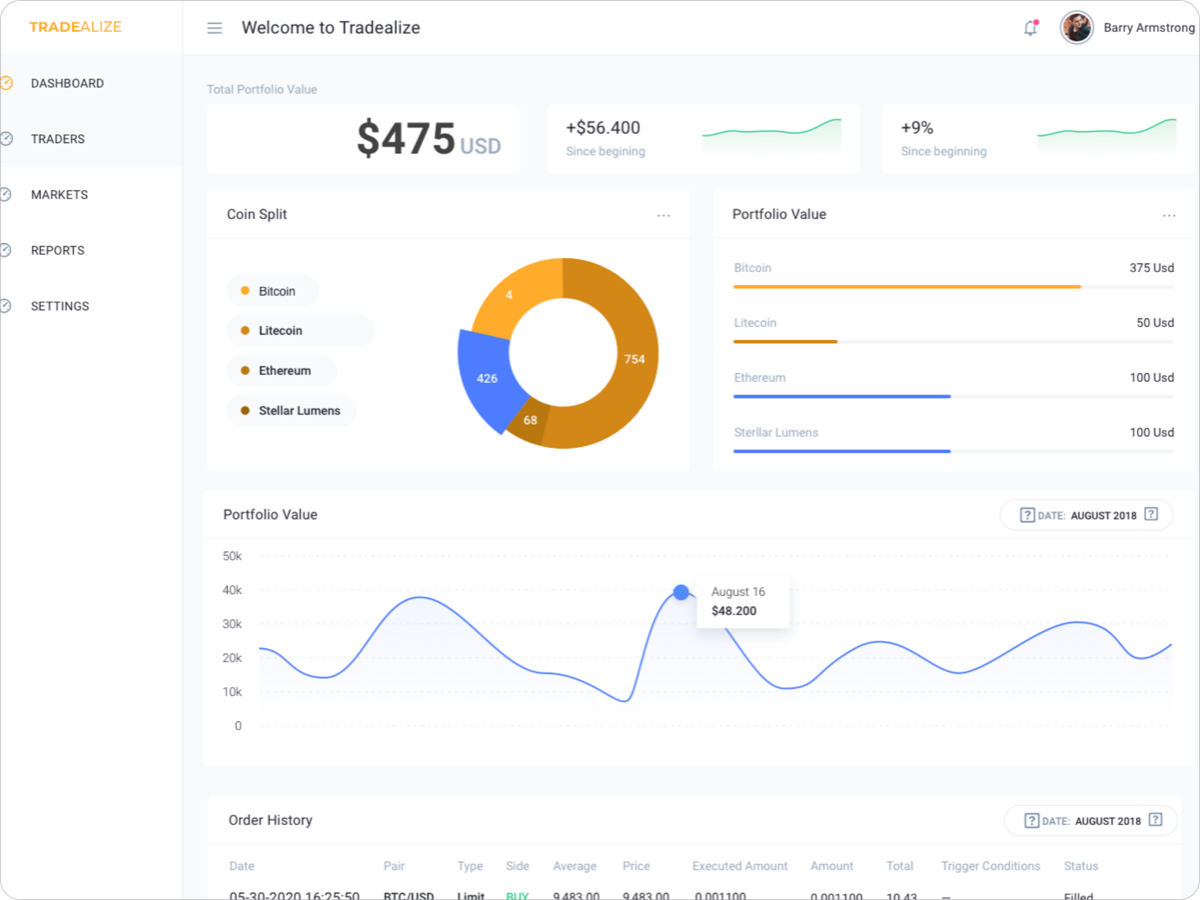 TRADEALIZE
Welcome to Tradealize
Barry Armstrong
DASHBOARD
TRADERS
MARKETS
REPORTS
SETTINGS
Total Portfolio Value
$475 USD
+$56.400
Since begining
+9%
Since beginning
Coin Split
...
Bitcoin
Litecoin
Ethereum
Stellar Lumens
4
754
426
68
Portfolio Value
...
Bitcoin 375 Usd
Litecoin 50 Usd
Ethereum 100 Usd
Sterllar Lumens 100 Usd
Portfolio Value
? DATE: AUGUST 2018 ?
50k
40k
30k
20k
10k
0
August 16
$48.200
Order History
? DATE: AUGUST 2018 ?
Date Pair Type Side Average Price Executed Amount Amount Total Trigger Conditions Status
05-30-2020 16:25:50 BTC/USD Limit BUY 9,483.00 9,483.00 0.001100 0.001100 10.43 — Filled